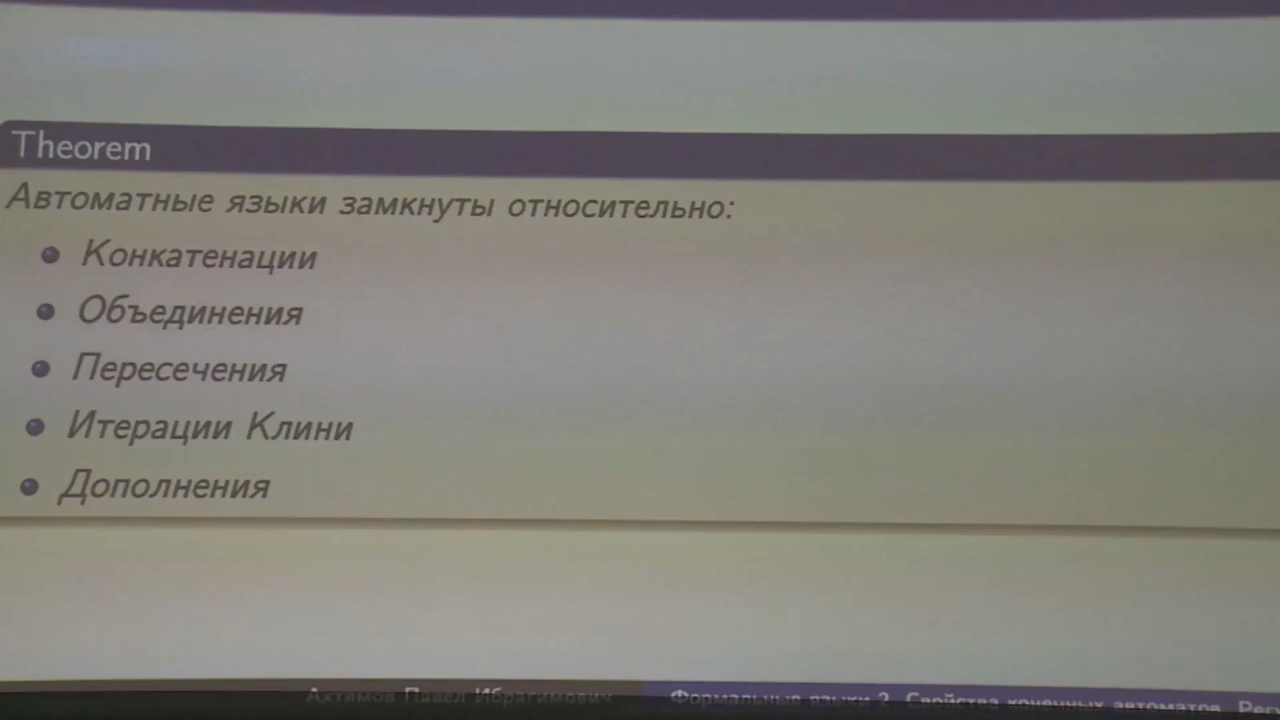 Theorem
Автоматные языки замкнуты относительно:
Конкатенации
Объединения
Пересечения
Итерации Клини
Дополнения
Ахтямов Павел Ибрагимович
Формальные языки 2. Свойства конечных автоматов.